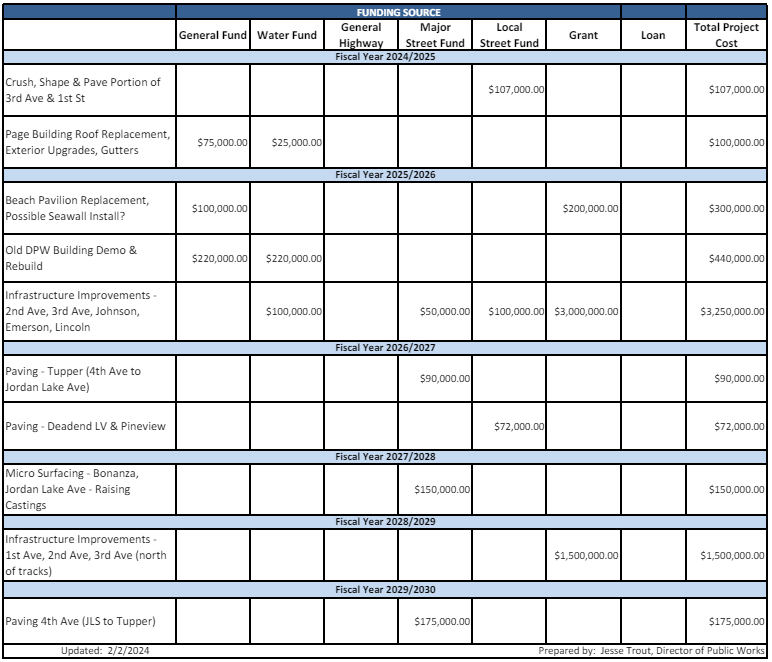 FUNDING SOURCE
General Fund Water Fund General Highway Major Street Fund Local Street Fund Grant Loan Total Project Cost
Fiscal Year 2024/2025
Crush, Shape & Pave Portion of
3rd Ave & 1st St
$107,000.00 $107,000.00
Page Building Roof Replacement,
Exterior Upgrades, Gutters
$75,000.00 $25,000.00 $100,000.00
Fiscal Year 2025/2026
Beach Pavilion Replacement,
Possible Seawall Install?
$100,000.00 $200,000.00 $300,000.00
Old DPW Building Demo &
Rebuild
$220,000.00 $220,000.00 $440,000.00
Infrastructure Improvements -
2nd Ave, 3rd Ave, Johnson,
Emerson, Lincoln
$100,000.00 $50,000.00 $100,000.00 $3,000,000.00 $3,250,000.00
Fiscal Year 2026/2027
Paving - Tupper (4th Ave to
Jordan Lake Ave)
$90,000.00 $90,000.00
Paving - Deadend LV & Pineview $72,000.00 $72,000.00
Fiscal Year 2027/2028
Micro Surfacing - Bonanza,
Jordan Lake Ave - Raising
Castings
$150,000.00 $150,000.00
Fiscal Year 2028/2029
Infrastructure Improvements -
1st Ave, 2nd Ave, 3rd Ave (north
of tracks)
$1,500,000.00 $1,500,000.00
Fiscal Year 2029/2030
Paving 4th Ave (JLS to Tupper) $175,000.00 $175,000.00
Updated: 2/2/2024 Prepared by: Jesse Trout, Director of Public Works